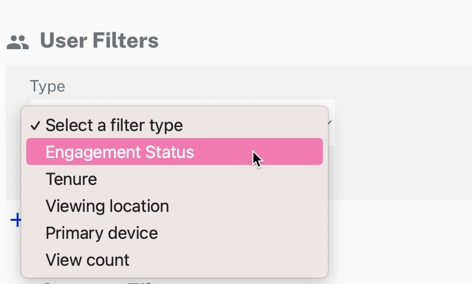 User Filters
Type
✓ Select a filter type
Engagement Status
Tenure
Viewing location
Primary device
View count